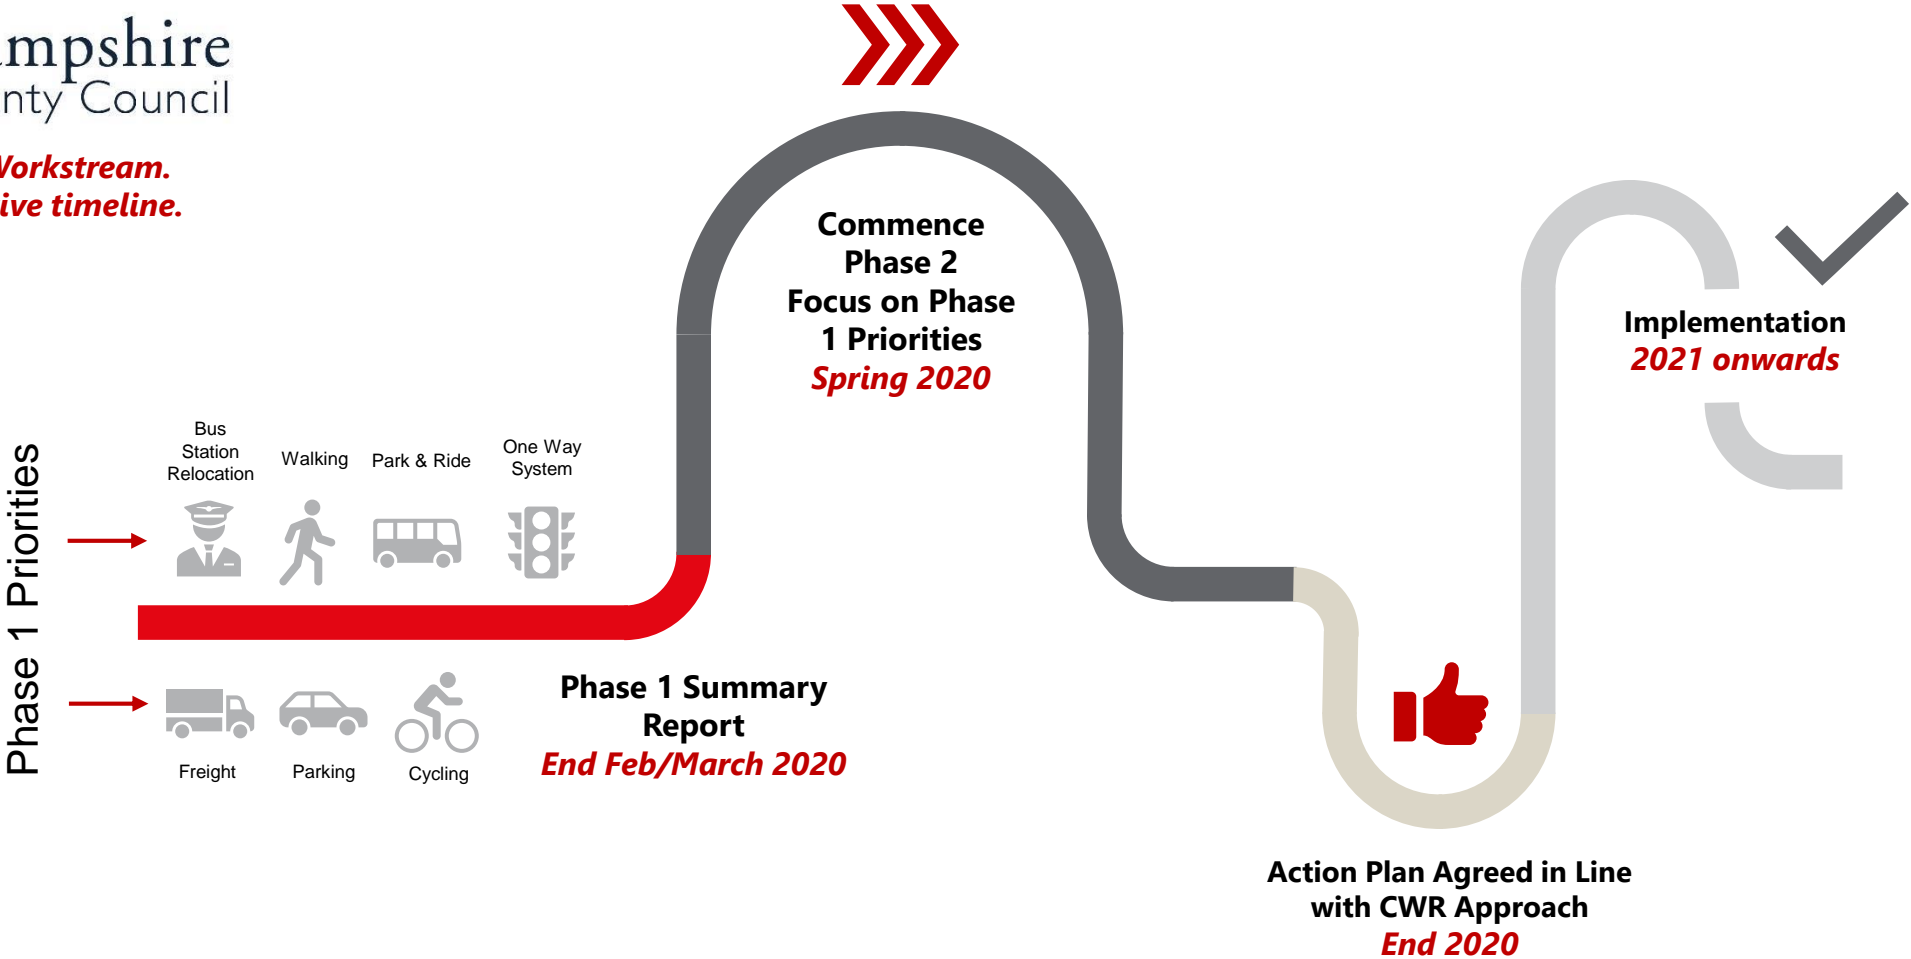 mpshire
nty Council
Workstream.
ive timeline.
Commence
Phase 2
Focus on Phase
1 Priorities
Spring 2020
Implementation
2021 onwards
Phase 1 Priorities
Bus
Station
Relocation
Walking
Park & Ride
One Way
System
Freight
Parking
Cycling
Phase 1 Summary
Report
End Feb/March 2020
Action Plan Agreed in Line
with CWR Approach
End 2020